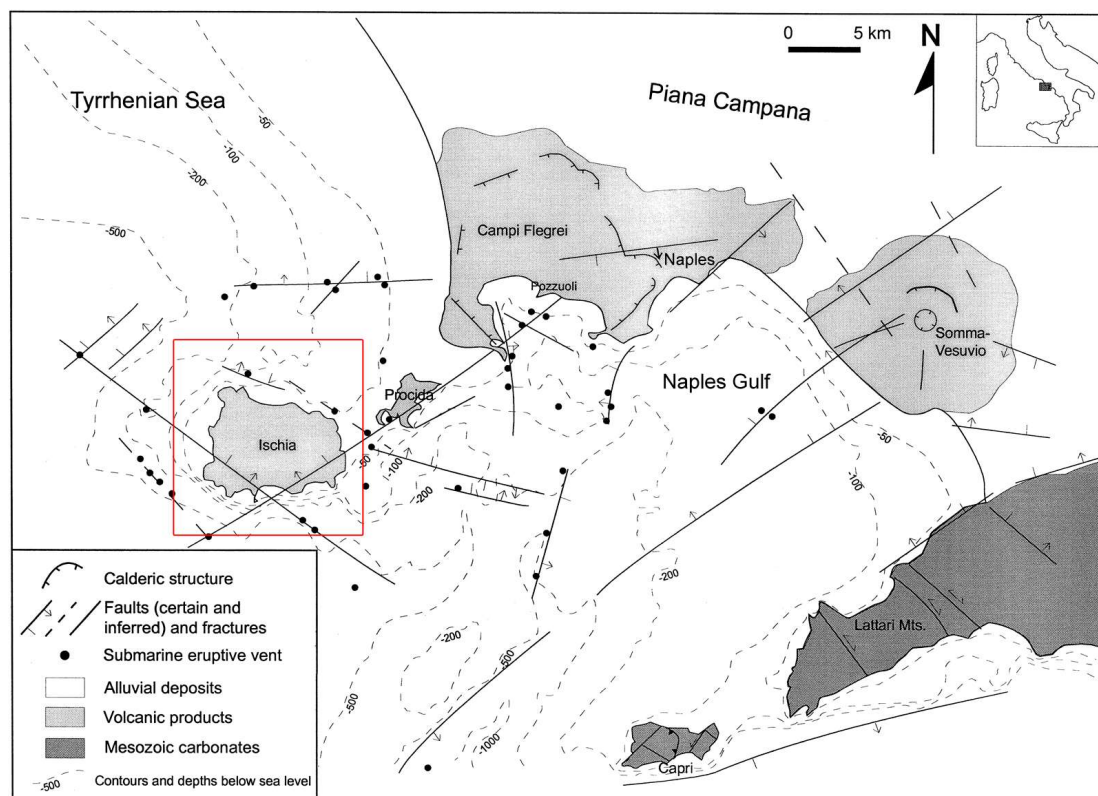 0 5 km
N
Tyrrhenian Sea
Piana Campana
-50
-100
-200
-500
Campi Flegrei
Naples
Pozzuoli
Somma-
Vesuvio
Procida
Naples Gulf
Ischia
-50
-100
-200
-50
-100
-200
-200
-500
-500
-1000
Lattari Mts.
Capri
Calderic structure
Faults (certain and
inferred) and fractures
Submarine eruptive vent
Alluvial deposits
Volcanic products
Mesozoic carbonates
-500 Contours and depths below sea level